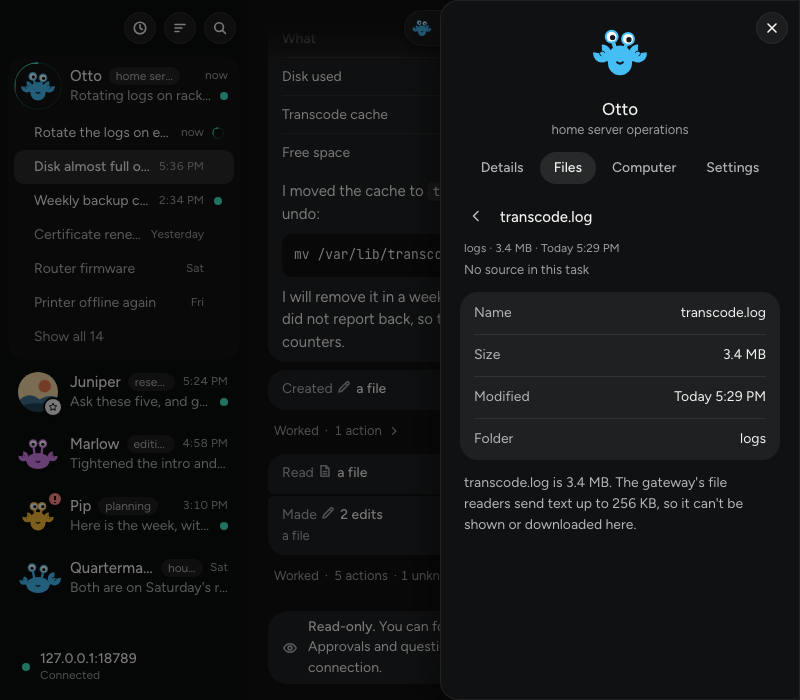 Otto
home ser...
now
Rotating logs on rack...
Rotate the logs on e...
now
Disk almost full o...
5:36 PM
Weekly backup c...
2:34 PM
Certificate rene...
Yesterday
Router firmware
Sat
Printer offline again
Fri
Show all 14
Juniper
rese...
5:24 PM
Ask these five, and g...
Marlow
editi...
4:58 PM
Tightened the intro and...
Pip
planning
3:10 PM
Here is the week, wit...
Quarterma...
hou...
Sat
Both are on Saturday's r...
127.0.0.1:18789
Connected
What
Disk used
Transcode cache
Free space
I moved the cache to
undo:
mv /var/lib/transc
I will remove it in a week
did not report back, so
counters.
Created a file
Worked · 1 action
Read a file
Made 2 edits
a file
Worked · 5 actions · 1 unkn
Read-only. You can
Approvals and questi
connection.
Otto
home server operations
Details
Files
Computer
Settings
transcode.log
logs · 3.4 MB · Today 5:29 PM
No source in this task
Name
transcode.log
Size
3.4 MB
Modified
Today 5:29 PM
Folder
logs
transcode.log is 3.4 MB. The gateway's file
readers send text up to 256 KB, so it can't be
shown or downloaded here.